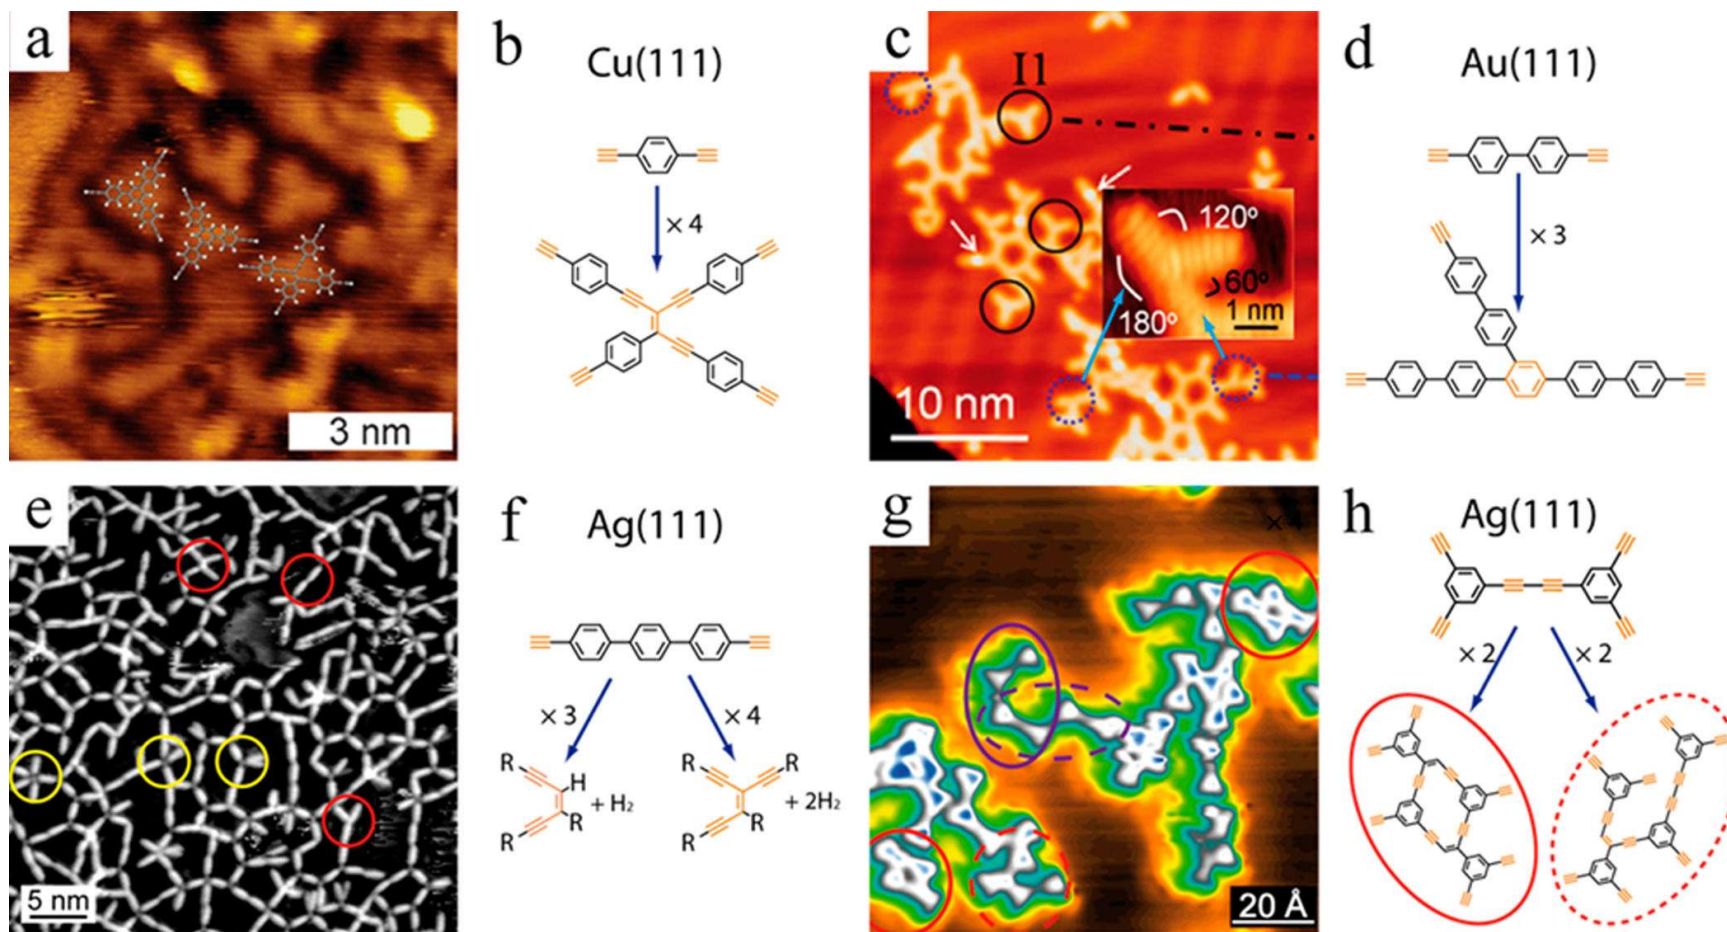 a
3 nm
b
Cu(111)
× 4
c
I1
120°
60°
1 nm
180°
10 nm
d
Au(111)
× 3
e
5 nm
f
Ag(111)
× 3
× 4
R
H
R
R
+ H₂
R
R
R
R
+ 2H₂
g
× 4
20 Å
h
Ag(111)
× 2
× 2